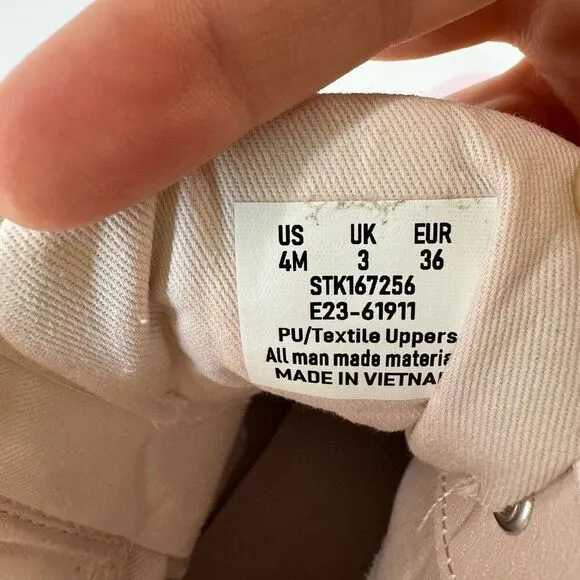 US UK EUR
4M 3 36
STK167256
E23-61911
PU/Textile Uppers
All man made materia
MADE IN VIETNA